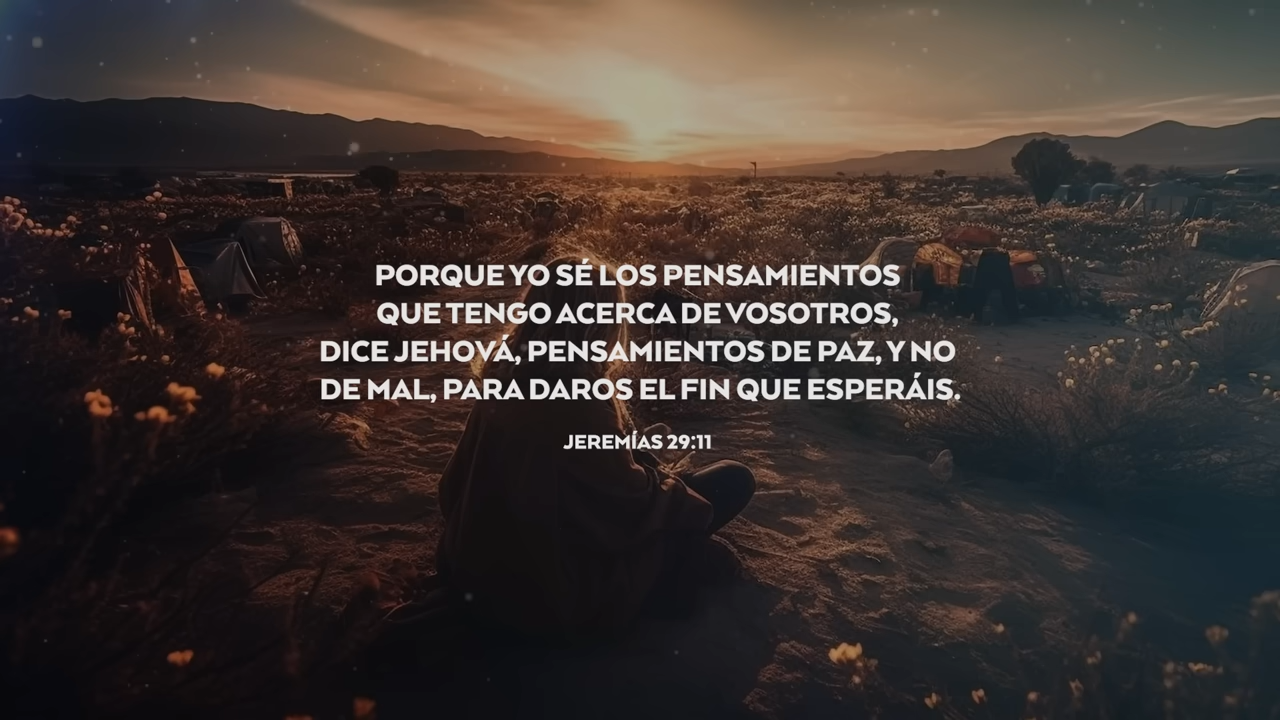 PORQUE YO SÉ LOS PENSAMIENTOS
QUE TENGO ACERCA DE VOSOTROS,
DICE JEHOVÁ, PENSAMIENTOS DE PAZ, Y NO
DE MAL, PARA DAROS EL FIN QUE ESPERÁIS.
JEREMÍAS 29:11